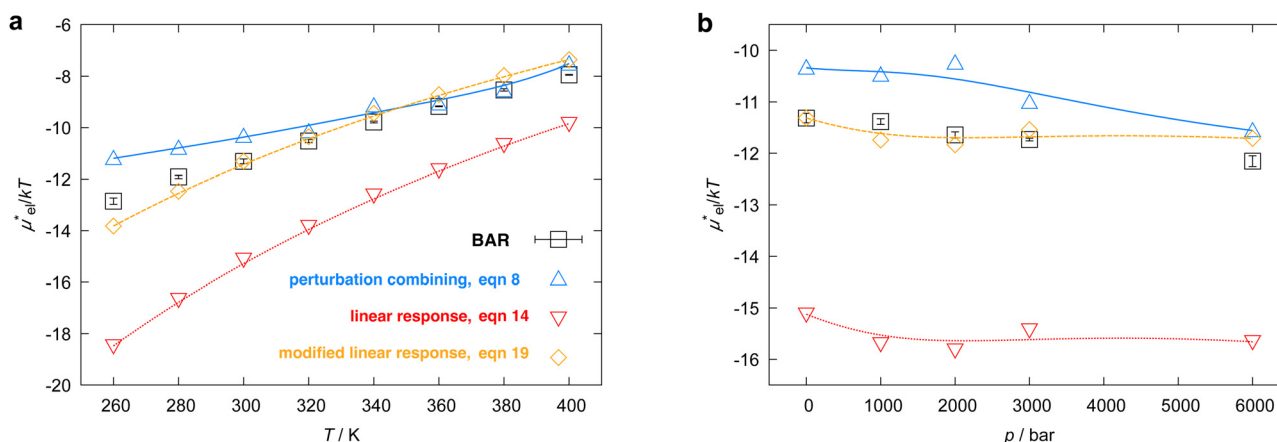 a
-6
-8
-10
-12
-14
-16
-18
-20
μ*el/kT
260 280 300 320 340 360 380 400
T / K
BAR
perturbation combining, eqn 8
linear response, eqn 14
modified linear response, eqn 19
b
-10
-11
-12
-13
-14
-15
-16
μ*el/kT
0 1000 2000 3000 4000 5000 6000
p / bar